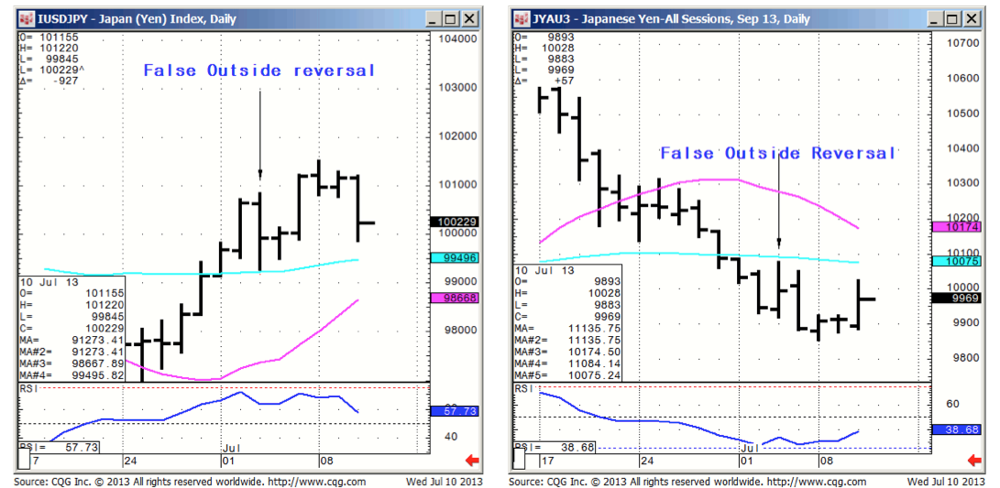 IUSDJPY - Japan (Yen) Index, Daily
O= 101155
H= 101220
L= 99845
L= 100229^
Δ= -927
False Outside reversal
104000
103000
102000
101000
100229
100000
99496
99000
98668
98000
10 Jul 13
O= 101155
H= 101220
L= 99845
C= 100229
MA= 91273.41
MA#2= 91273.41
MA#3= 98667.89
MA#4= 99495.82
RSI
57.73
40
RSI= 57.73
7
24
01
Jul
08
Source: CQG Inc. © 2013 All rights reserved worldwide. http://www.cqg.com
Wed Jul 10 2013
JYAU3 - Japanese Yen-All Sessions, Sep 13, Daily
O= 9893
H= 10028
L= 9883
L= 9969
Δ= +57
False Outside Reversal
10700
10600
10500
10400
10300
10200
10174
10100
10075
10000
9969
9900
9800
10 Jul 13
O= 9893
H= 10028
L= 9883
C= 9969
MA= 11135.75
MA#2= 11135.75
MA#3= 10174.50
MA#4= 11084.14
MA#5= 10075.24
RSI
60
38.68
RSI= 38.68
17
24
01
Jul
08
Source: CQG Inc. © 2013 All rights reserved worldwide. http://www.cqg.com
Wed Jul 10 2013